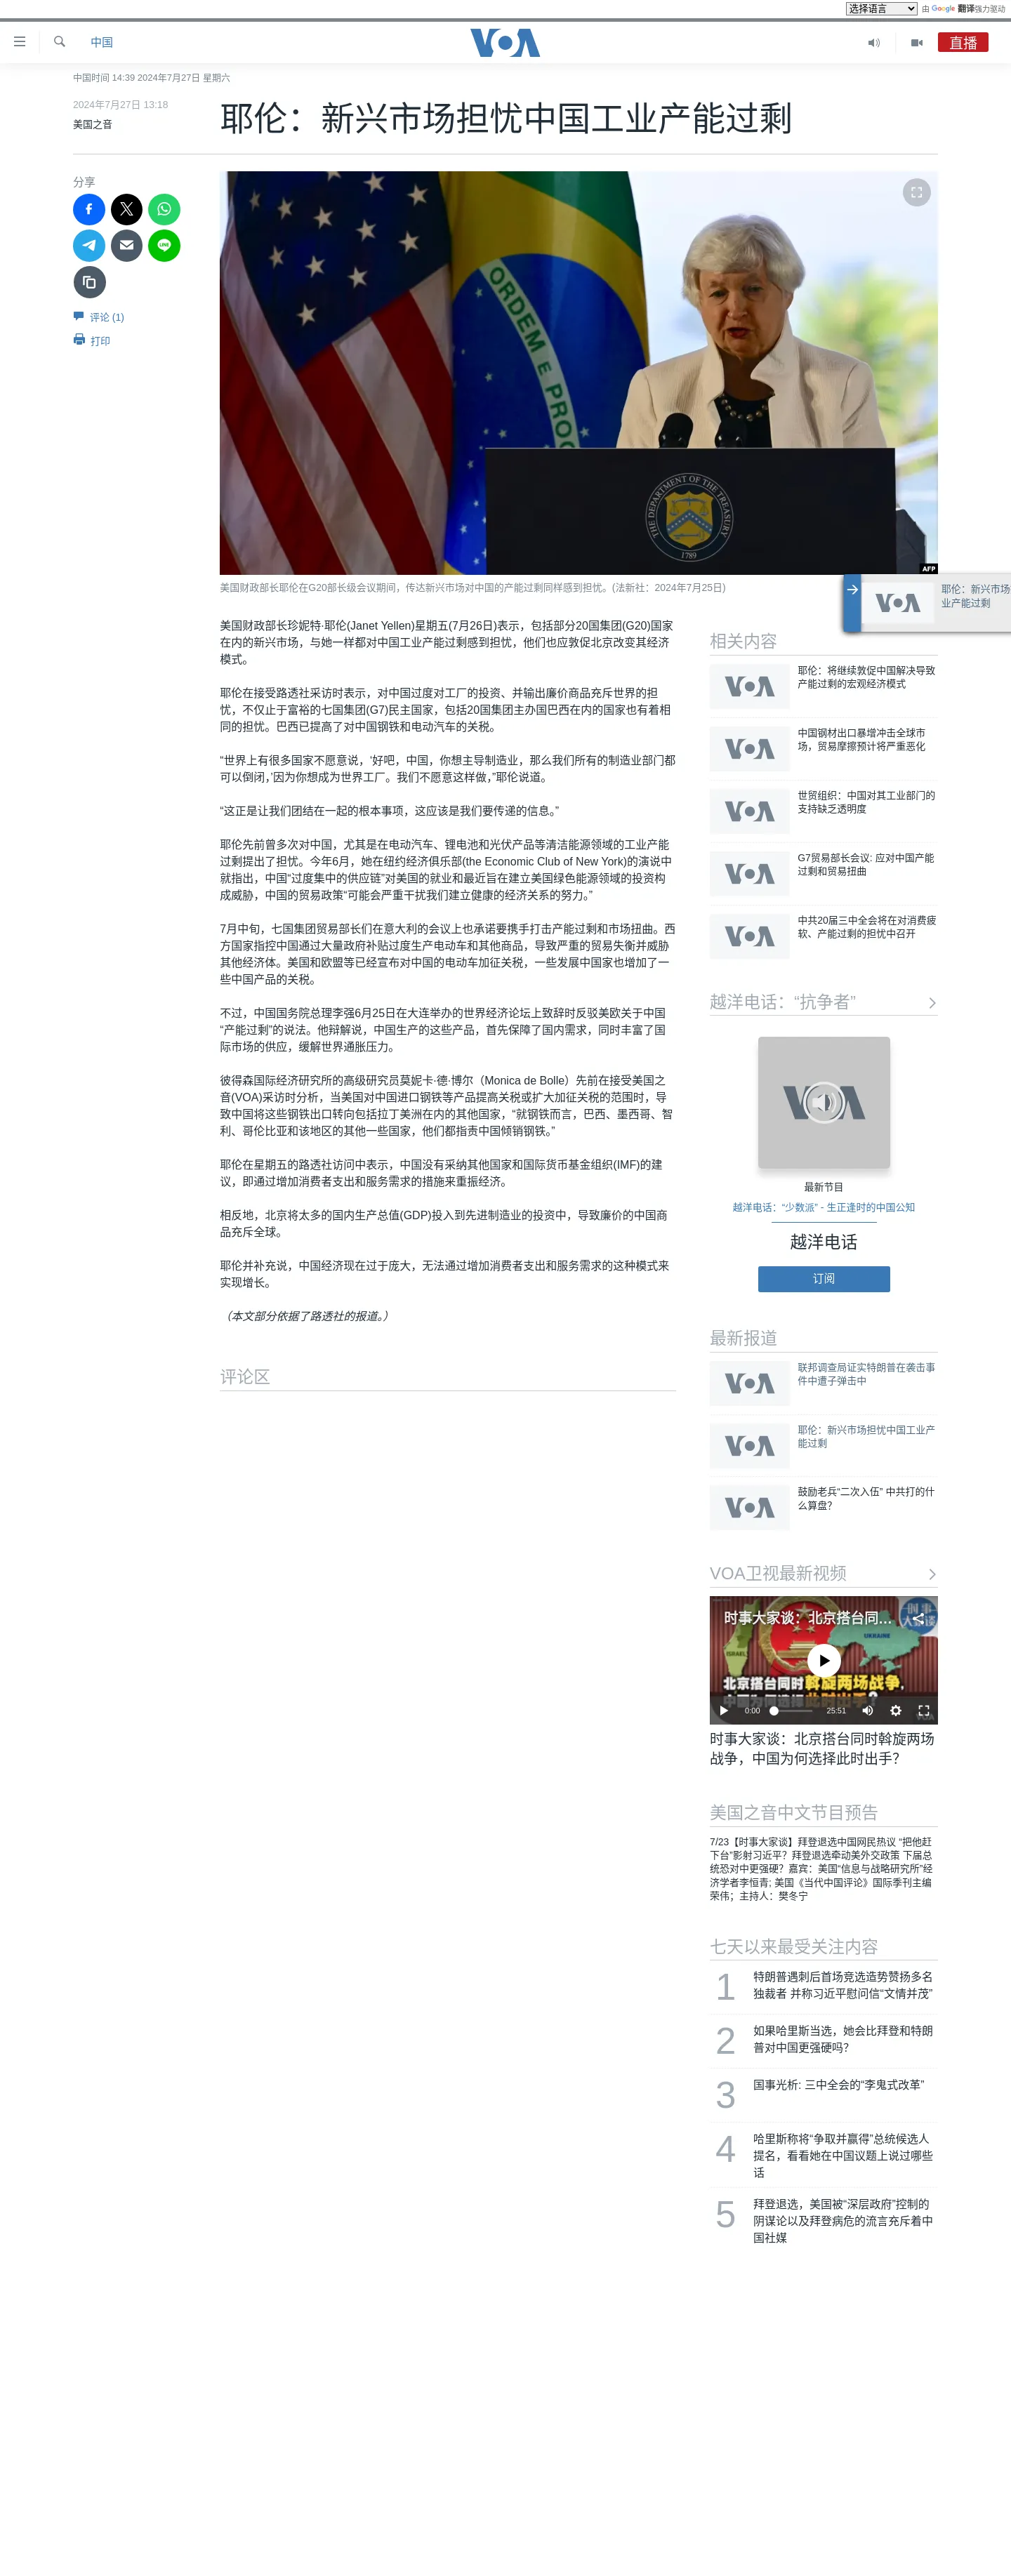 选择语言 由 Google 翻译强力驱动
中国
VOA
直播
中国时间 14:39 2024年7月27日 星期六
2024年7月27日 13:18
美国之音
耶伦：新兴市场担忧中国工业产能过剩
分享
评论 (1)
打印
ORDEM E PROG
THE DEPARTMENT OF THE TREASURY
1789
AFP
美国财政部长耶伦在G20部长级会议期间，传达新兴市场对中国的产能过剩同样感到担忧。(法新社：2024年7月25日)
VOA
耶伦：新兴市场
业产能过剩
美国财政部长珍妮特·耶伦(Janet Yellen)星期五(7月26日)表示，包括部分20国集团(G20)国家
在内的新兴市场，与她一样都对中国工业产能过剩感到担忧，他们也应敦促北京改变其经济
模式。
耶伦在接受路透社采访时表示，对中国过度对工厂的投资、并输出廉价商品充斥世界的担
忧，不仅止于富裕的七国集团(G7)民主国家，包括20国集团主办国巴西在内的国家也有着相
同的担忧。巴西已提高了对中国钢铁和电动汽车的关税。
“世界上有很多国家不愿意说，‘好吧，中国，你想主导制造业，那么我们所有的制造业部门都
可以倒闭，’因为你想成为世界工厂。我们不愿意这样做，”耶伦说道。
“这正是让我们团结在一起的根本事项，这应该是我们要传递的信息。”
耶伦先前曾多次对中国，尤其是在电动汽车、锂电池和光伏产品等清洁能源领域的工业产能
过剩提出了担忧。今年6月，她在纽约经济俱乐部(the Economic Club of New York)的演说中
就指出，中国“过度集中的供应链”对美国的就业和最近旨在建立美国绿色能源领域的投资构
成威胁，中国的贸易政策“可能会严重干扰我们建立健康的经济关系的努力。”
7月中旬，七国集团贸易部长们在意大利的会议上也承诺要携手打击产能过剩和市场扭曲。西
方国家指控中国通过大量政府补贴过度生产电动车和其他商品，导致严重的贸易失衡并威胁
其他经济体。美国和欧盟等已经宣布对中国的电动车加征关税，一些发展中国家也增加了一
些中国产品的关税。
不过，中国国务院总理李强6月25日在大连举办的世界经济论坛上致辞时反驳美欧关于中国
“产能过剩”的说法。他辩解说，中国生产的这些产品，首先保障了国内需求，同时丰富了国
际市场的供应，缓解世界通胀压力。
彼得森国际经济研究所的高级研究员莫妮卡·德·博尔（Monica de Bolle）先前在接受美国之
音(VOA)采访时分析，当美国对中国进口钢铁等产品提高关税或扩大加征关税的范围时，导
致中国将这些钢铁出口转向包括拉丁美洲在内的其他国家，“就钢铁而言，巴西、墨西哥、智
利、哥伦比亚和该地区的其他一些国家，他们都指责中国倾销钢铁。”
耶伦在星期五的路透社访问中表示，中国没有采纳其他国家和国际货币基金组织(IMF)的建
议，即通过增加消费者支出和服务需求的措施来重振经济。
相反地，北京将太多的国内生产总值(GDP)投入到先进制造业的投资中，导致廉价的中国商
品充斥全球。
耶伦并补充说，中国经济现在过于庞大，无法通过增加消费者支出和服务需求的这种模式来
实现增长。
（本文部分依据了路透社的报道。）
评论区
相关内容
VOA
耶伦：将继续敦促中国解决导致
产能过剩的宏观经济模式
VOA
中国钢材出口暴增冲击全球市
场，贸易摩擦预计将严重恶化
VOA
世贸组织：中国对其工业部门的
支持缺乏透明度
VOA
G7贸易部长会议: 应对中国产能
过剩和贸易扭曲
VOA
中共20届三中全会将在对消费疲
软、产能过剩的担忧中召开
越洋电话：“抗争者”
VOA
最新节目
越洋电话：“少数派” - 生正逢时的中国公知
越洋电话
订阅
最新报道
VOA
联邦调查局证实特朗普在袭击事
件中遭子弹击中
VOA
耶伦：新兴市场担忧中国工业产
能过剩
VOA
鼓励老兵“二次入伍” 中共打的什
么算盘？
VOA卫视最新视频
时事大家谈：北京搭台同...
时事
大家谈
ISRAEL
UKRAINE
北京搭台同时斡旋两场战争，
中国为何选择此时出手？
0:00
25:51
VOA
时事大家谈：北京搭台同时斡旋两场
战争，中国为何选择此时出手？
美国之音中文节目预告
7/23【时事大家谈】拜登退选中国网民热议 “把他赶
下台”影射习近平？拜登退选牵动美外交政策 下届总
统恐对中更强硬？嘉宾：美国“信息与战略研究所”经
济学者李恒青; 美国《当代中国评论》国际季刊主编
荣伟；主持人：樊冬宁
七天以来最受关注内容
1
特朗普遇刺后首场竞选造势赞扬多名
独裁者 并称习近平慰问信“文情并茂”
2
如果哈里斯当选，她会比拜登和特朗
普对中国更强硬吗？
3
国事光析: 三中全会的“李鬼式改革”
4
哈里斯称将“争取并赢得”总统候选人
提名，看看她在中国议题上说过哪些
话
5
拜登退选，美国被“深层政府”控制的
阴谋论以及拜登病危的流言充斥着中
国社媒